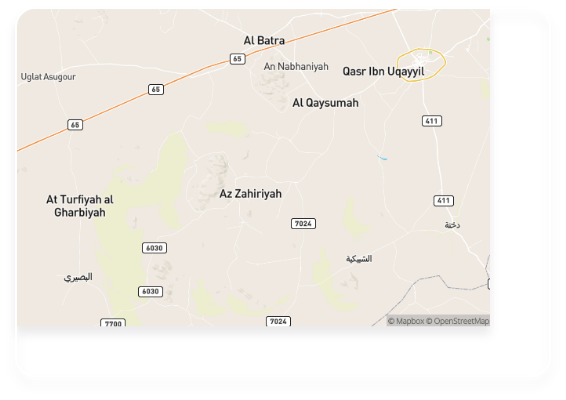 Al Batra
65
An Nabhaniyah
Qasr Ibn Uqayyil
Uglat Asugour
65
Al Qaysumah
65
411
Az Zahiriyah
At Turfiyah al
Gharbiyah
411
7024
دخنة
6030
الشبيكية
البصيري
6030
7700
7024
© Mapbox © OpenStreetMap